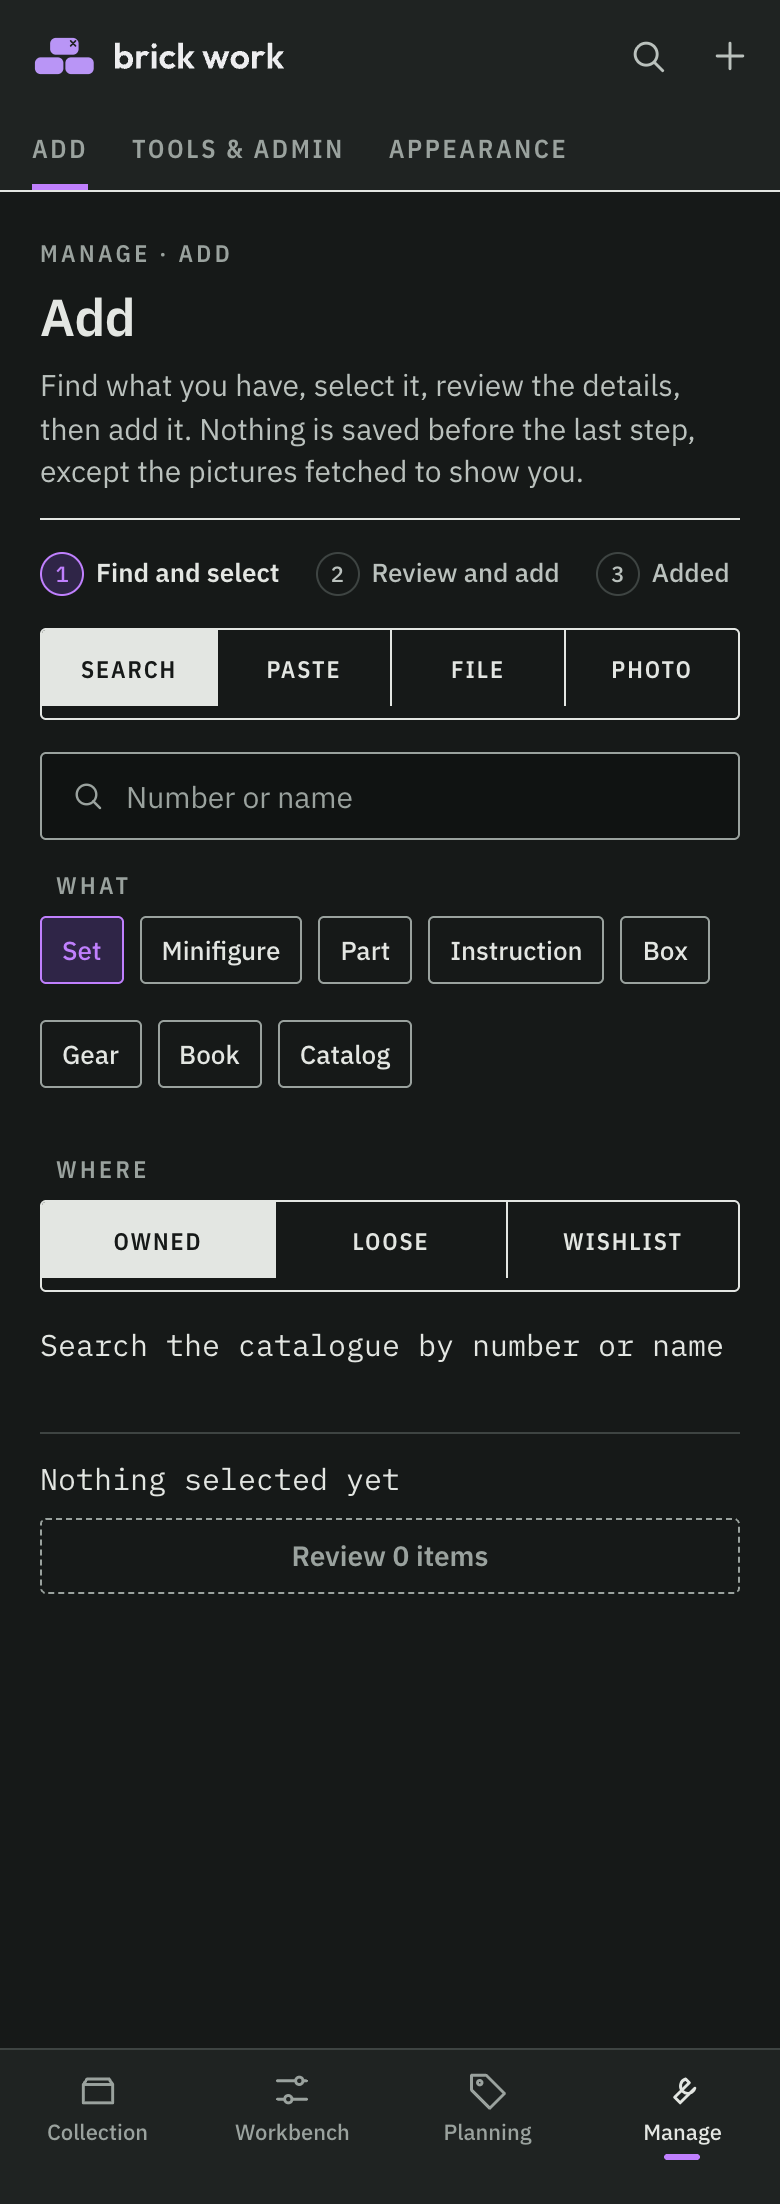 brick work
ADD TOOLS & ADMIN APPEARANCE
MANAGE · ADD
Add
Find what you have, select it, review the details,
then add it. Nothing is saved before the last step,
except the pictures fetched to show you.
1 Find and select 2 Review and add 3 Added
SEARCH PASTE FILE PHOTO
Number or name
WHAT
Set Minifigure Part Instruction Box
Gear Book Catalog
WHERE
OWNED LOOSE WISHLIST
Search the catalogue by number or name
Nothing selected yet
Review 0 items
Collection Workbench Planning Manage